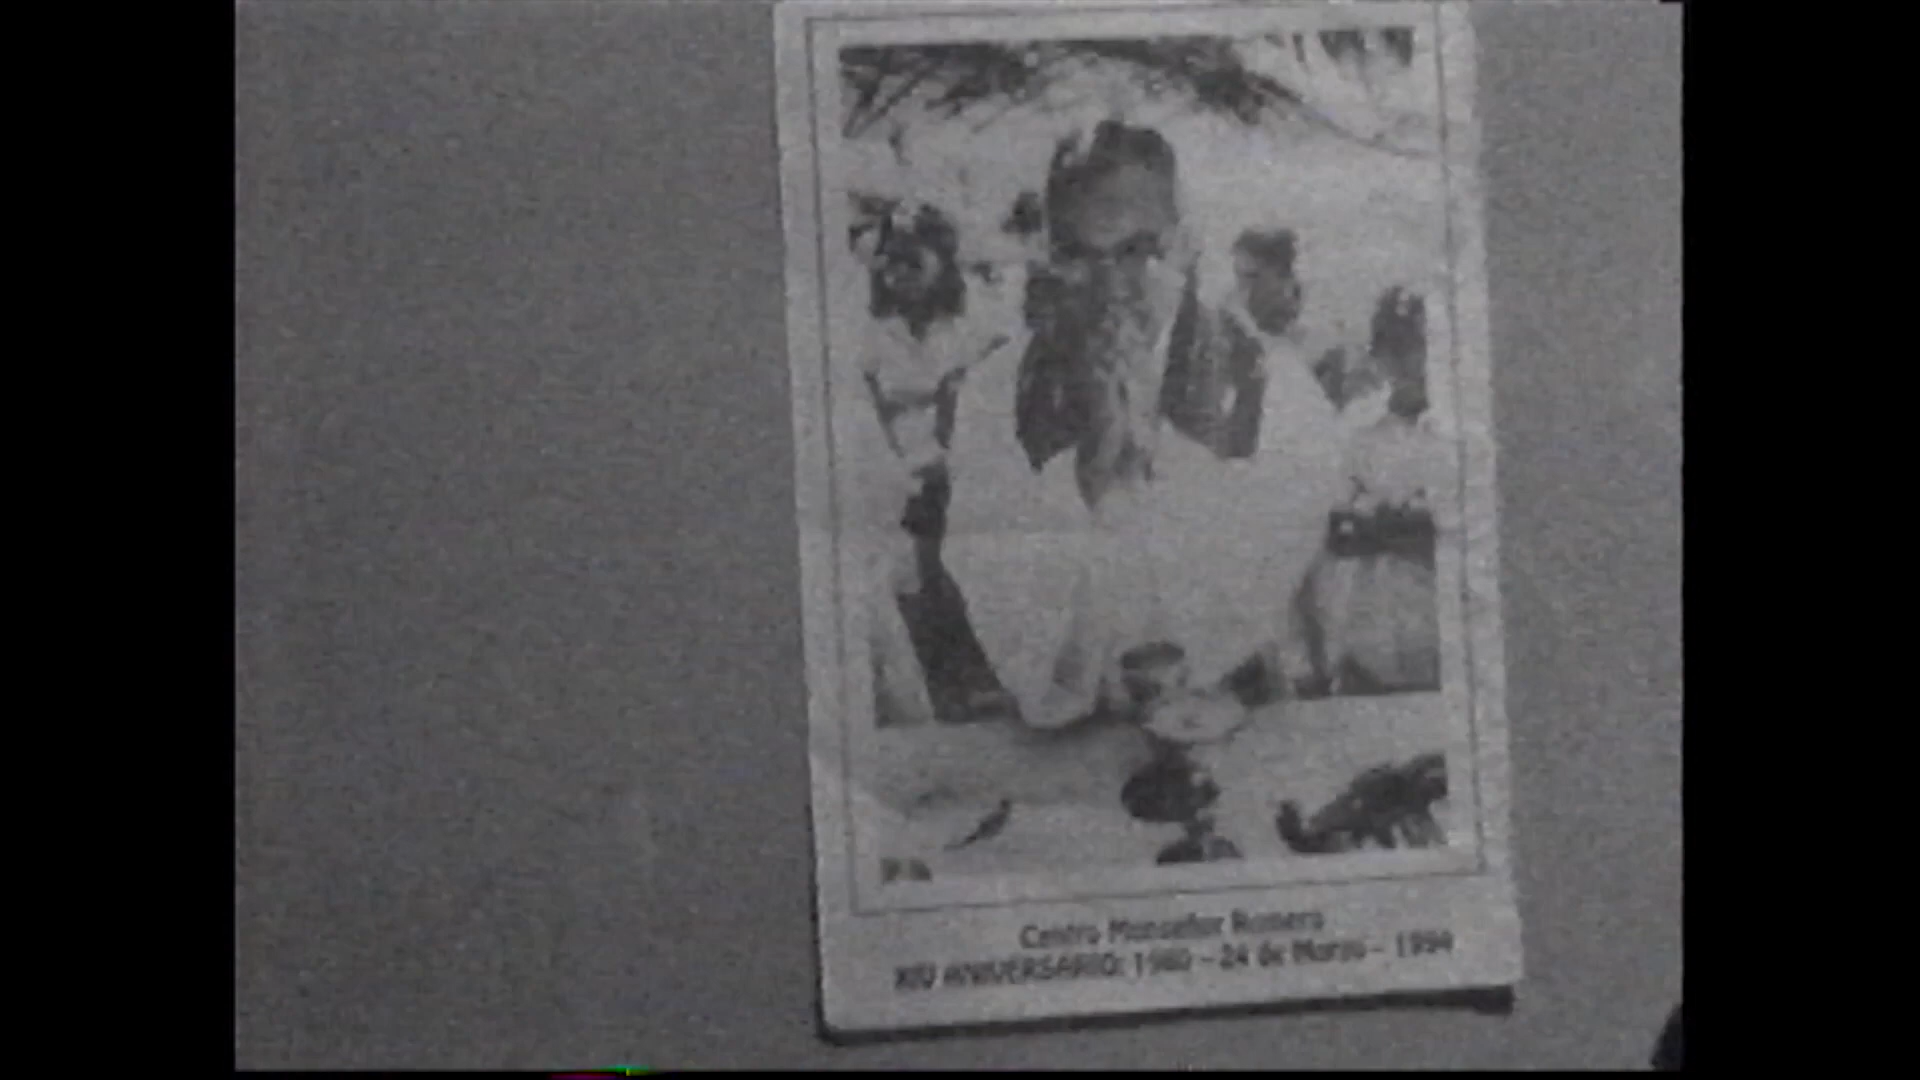 Centro Monseñor Romero
XIV ANIVERSARIO: 1980 - 24 de Marzo - 1994